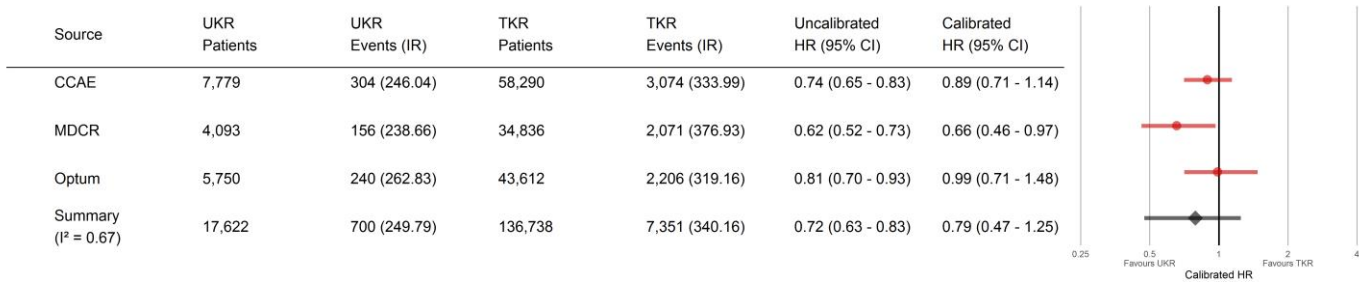 Source UKR Patients UKR Events (IR) TKR Patients TKR Events (IR) Uncalibrated HR (95% CI) Calibrated HR (95% CI)
CCAE 7,779 304 (246.04) 58,290 3,074 (333.99) 0.74 (0.65 - 0.83) 0.89 (0.71 - 1.14)
MDCR 4,093 156 (238.66) 34,836 2,071 (376.93) 0.62 (0.52 - 0.73) 0.66 (0.46 - 0.97)
Optum 5,750 240 (262.83) 43,612 2,206 (319.16) 0.81 (0.70 - 0.93) 0.99 (0.71 - 1.48)
Summary (I² = 0.67) 17,622 700 (249.79) 136,738 7,351 (340.16) 0.72 (0.63 - 0.83) 0.79 (0.47 - 1.25)
0.25 0.5 1 2 4
Favours UKR Favours TKR
Calibrated HR